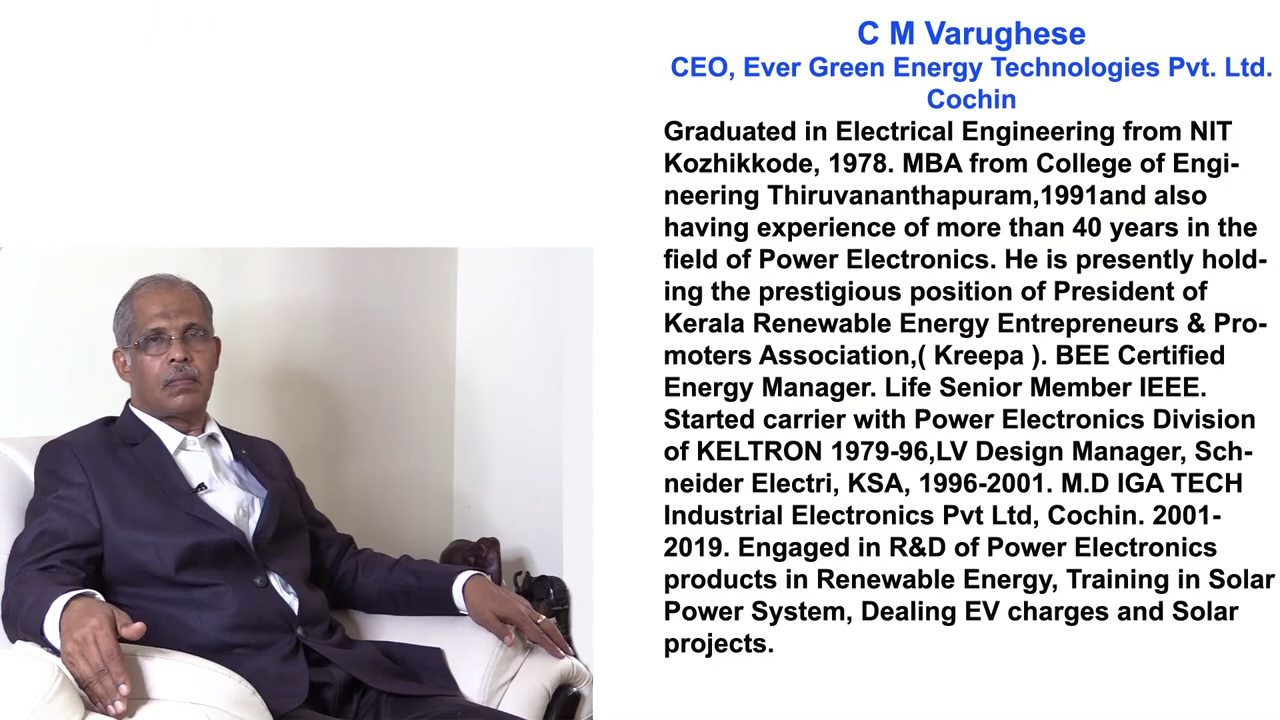 C M Varughese
CEO, Ever Green Energy Technologies Pvt. Ltd.
Cochin
Graduated in Electrical Engineering from NIT
Kozhikkode, 1978. MBA from College of Engi-
neering Thiruvananthapuram,1991and also
having experience of more than 40 years in the
field of Power Electronics. He is presently hold-
ing the prestigious position of President of
Kerala Renewable Energy Entrepreneurs & Pro-
moters Association,( Kreepa ). BEE Certified
Energy Manager. Life Senior Member IEEE.
Started carrier with Power Electronics Division
of KELTRON 1979-96,LV Design Manager, Sch-
neider Electri, KSA, 1996-2001. M.D IGA TECH
Industrial Electronics Pvt Ltd, Cochin. 2001-
2019. Engaged in R&D of Power Electronics
products in Renewable Energy, Training in Solar
Power System, Dealing EV charges and Solar
projects.